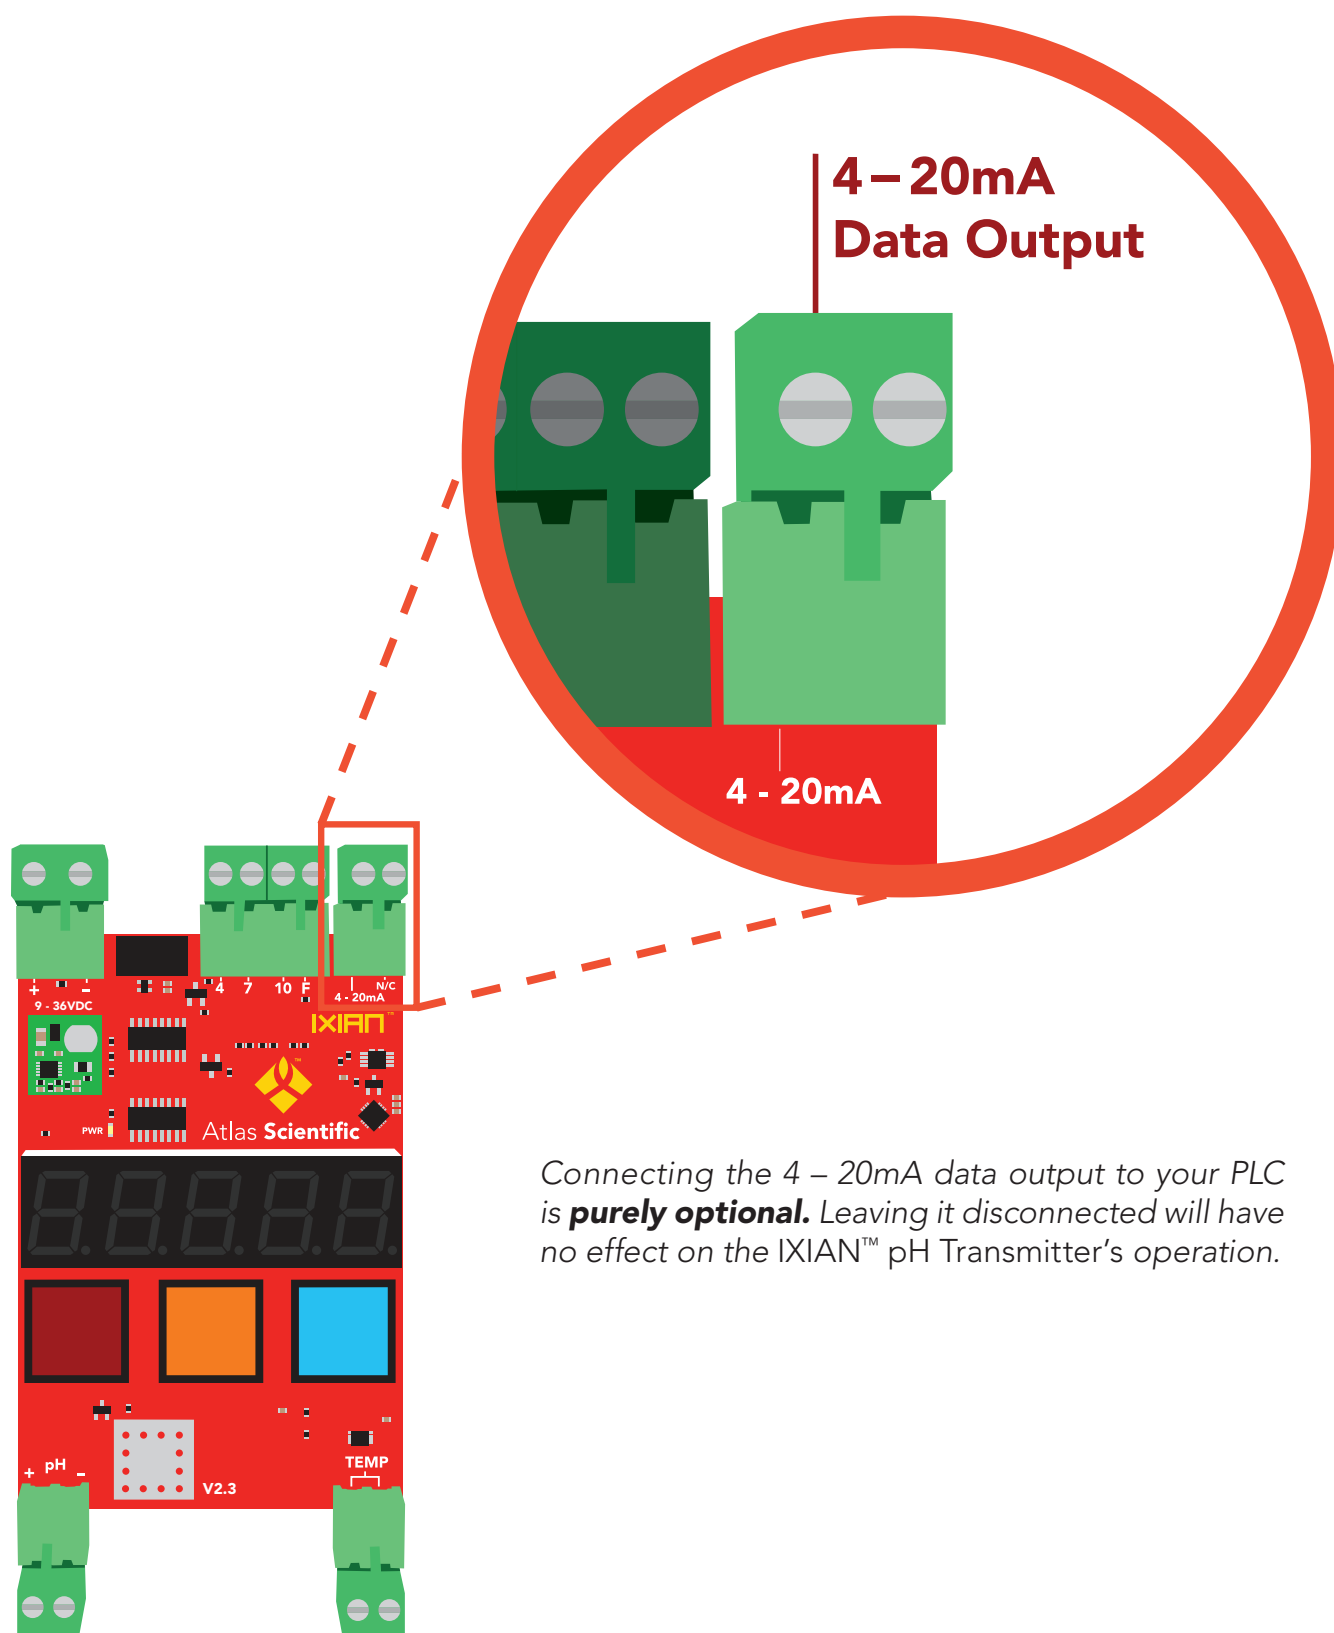 4 – 20mA
Data Output
4 - 20mA
+ -
9 - 36VDC
4 7 10 F
N/C
4 - 20mA
IXIAN™
™
PWR
Atlas Scientific
Connecting the 4 – 20mA data output to your PLC
is purely optional. Leaving it disconnected will have
no effect on the IXIAN™ pH Transmitter's operation.
+ pH -
TEMP
V2.3